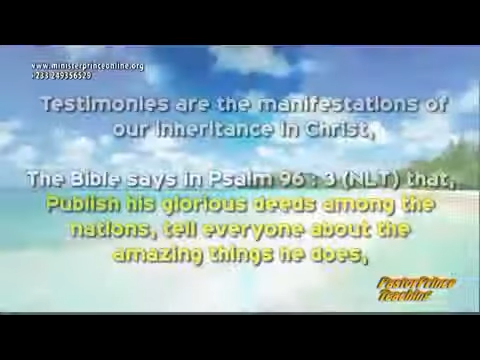 www.ministerprinceonline.org
+233 249356529
Testimonies are the manifestations of
our inheritance in Christ,
The Bible says in Psalm 96 : 3 (NLT) that,
Publish his glorious deeds among the
nations, tell everyone about the
amazing things he does,
PastorPrince
Teaching